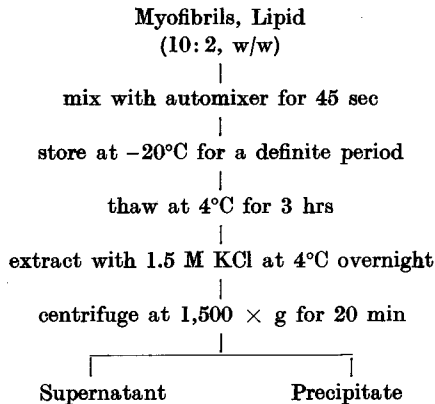 Myofibrils, Lipid
(10: 2, w/w)
mix with automixer for 45 sec
store at −20°C for a definite period
thaw at 4°C for 3 hrs
extract with 1.5 M KCl at 4°C overnight
centrifuge at 1,500 × g for 20 min
Supernatant Precipitate